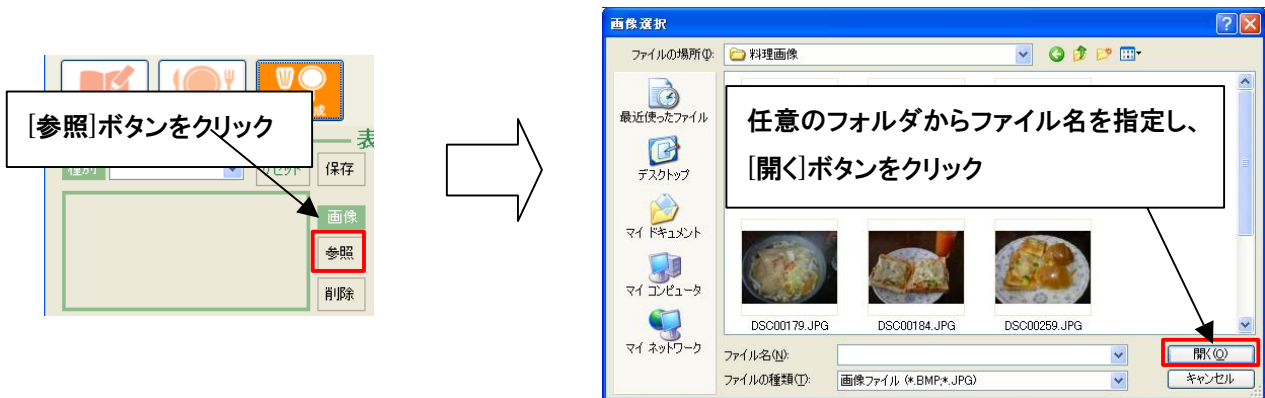 [参照]ボタンをクリック
表
種別
リセット
保存
画像
参照
削除
画像選択
ファイルの場所(I):
料理画像
最近使ったファイル
デスクトップ
マイ ドキュメント
マイ コンピュータ
マイ ネットワーク
任意のフォルダからファイル名を指定し、
[開く]ボタンをクリック
DSC00179.JPG
DSC00184.JPG
DSC00259.JPG
ファイル名(N):
開く(O)
ファイルの種類(T):
画像ファイル (*.BMP;*.JPG)
キャンセル